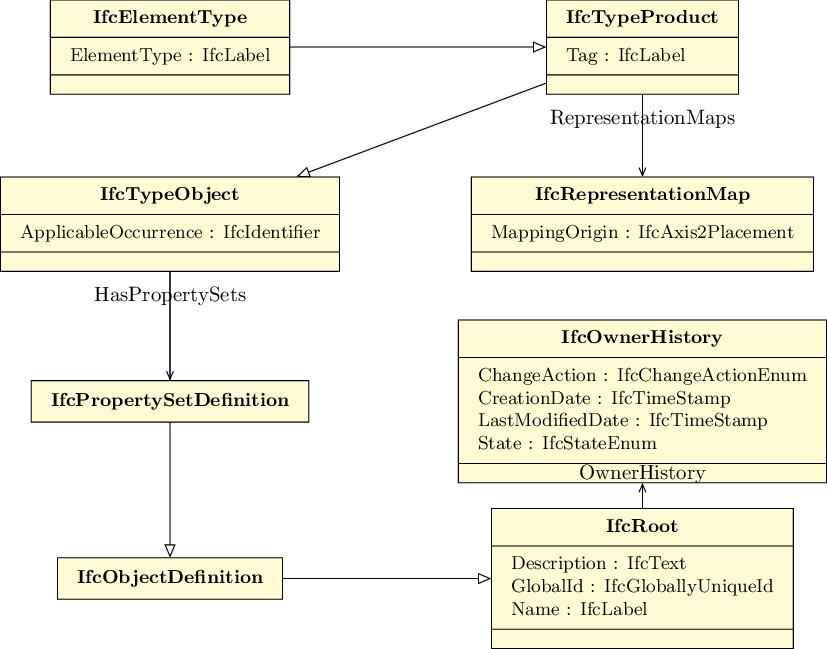 IfcElementType
ElementType : IfcLabel
IfcTypeProduct
Tag : IfcLabel
RepresentationMaps
IfcTypeObject
ApplicableOccurrence : IfcIdentifier
IfcRepresentationMap
MappingOrigin : IfcAxis2Placement
HasPropertySets
IfcOwnerHistory
ChangeAction : IfcChangeActionEnum
CreationDate : IfcTimeStamp
LastModifiedDate : IfcTimeStamp
State : IfcStateEnum
IfcPropertySetDefinition
OwnerHistory
IfcRoot
Description : IfcText
GlobalId : IfcGloballyUniqueId
Name : IfcLabel
IfcObjectDefinition